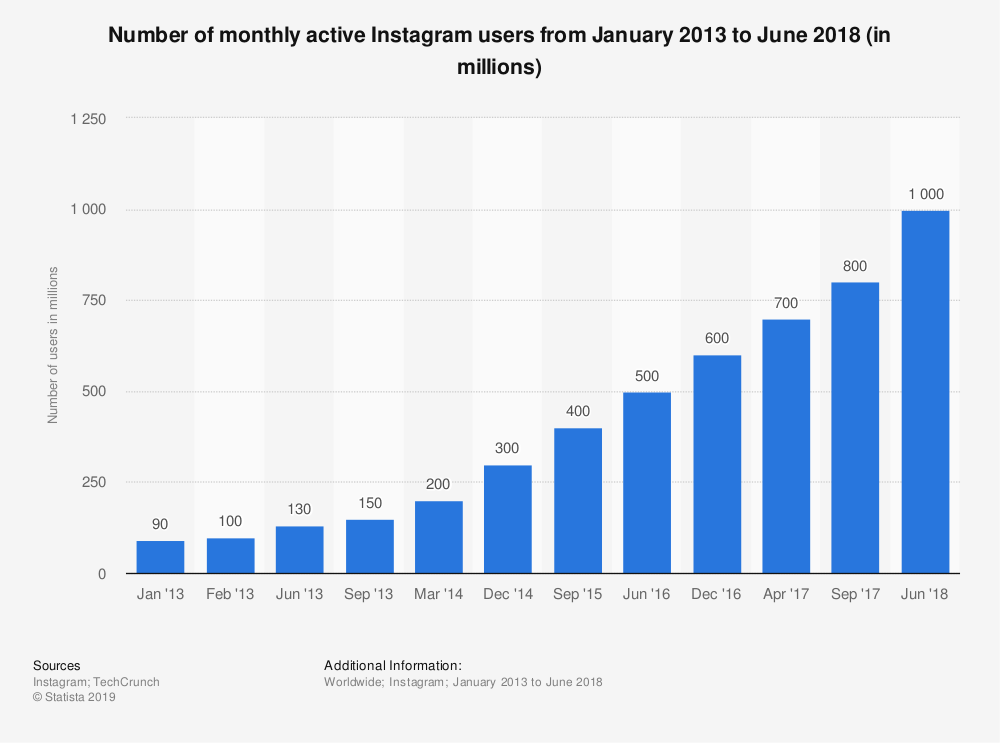 Number of monthly active Instagram users from January 2013 to June 2018 (in
millions)
Number of users in millions
1 250
1 000
750
500
250
0
90
100
130
150
200
300
400
500
600
700
800
1 000
Jan '13
Feb '13
Jun '13
Sep '13
Mar '14
Dec '14
Sep '15
Jun '16
Dec '16
Apr '17
Sep '17
Jun '18
Sources
Instagram; TechCrunch
© Statista 2019
Additional Information:
Worldwide; Instagram; January 2013 to June 2018